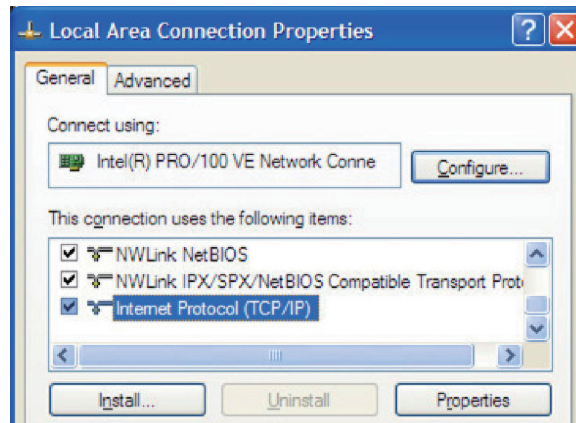 Local Area Connection Properties
General Advanced
Connect using:
Intel(R) PRO/100 VE Network Conne
Configure...
This connection uses the following items:
NWLink NetBIOS
NWLink IPX/SPX/NetBIOS Compatible Transport Proto
Internet Protocol (TCP/IP)
Install... Uninstall Properties